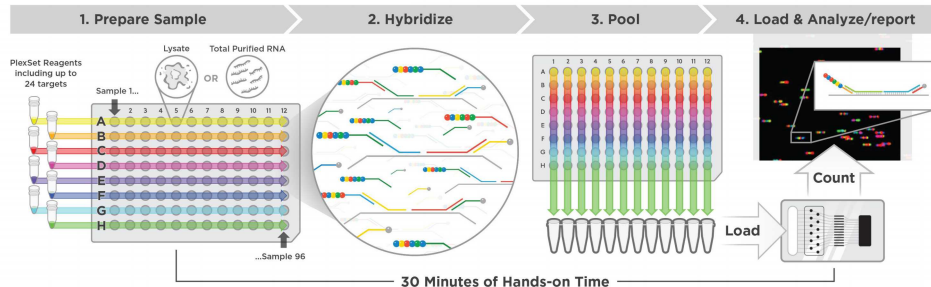 1. Prepare Sample
2. Hybridize
3. Pool
4. Load & Analyze/report
PlexSet Reagents
including up to
24 targets
Lysate
OR
Total Purified RNA
Sample 1...
2 3 4 5 6 7 8 9 10 11 12
A
B
C
D
E
F
G
H
...Sample 96
1 2 3 4 5 6 7 8 9 10 11 12
A
B
C
D
E
F
G
H
Load
Count
30 Minutes of Hands-on Time